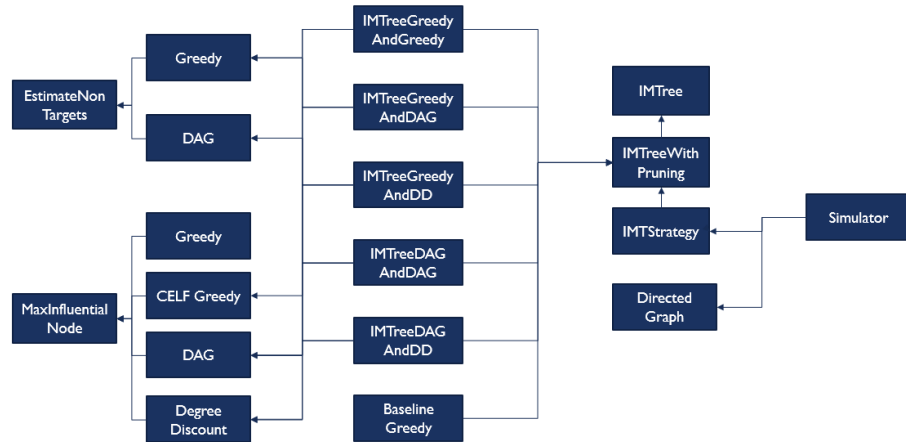 EstimateNon
Targets
Greedy
DAG
MaxInfluential
Node
Greedy
CELF Greedy
DAG
Degree
Discount
IMTreeGreedy
AndGreedy
IMTreeGreedy
AndDAG
IMTreeGreedy
AndDD
IMTreeDAG
AndDAG
IMTreeDAG
AndDD
Baseline
Greedy
IMTree
IMTreeWith
Pruning
IMTStrategy
Directed
Graph
Simulator